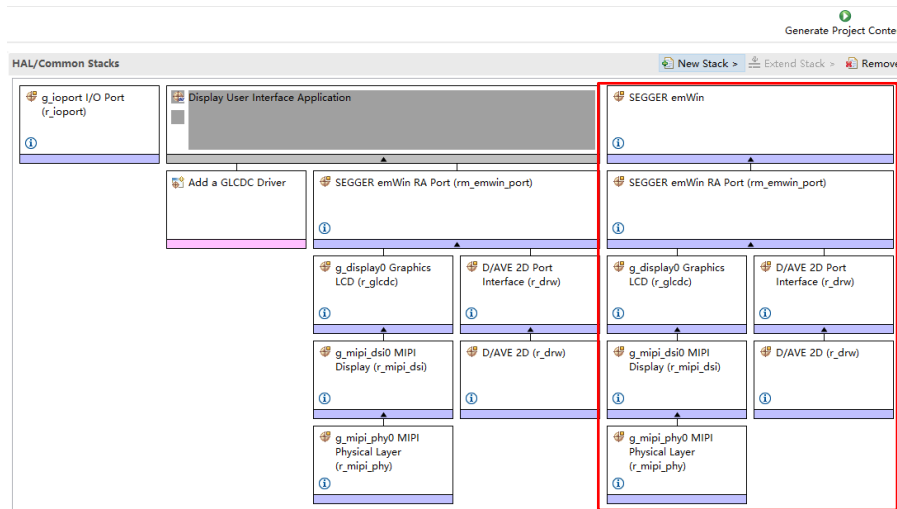 Generate Project Conte
HAL/Common Stacks
New Stack >
Extend Stack >
Remove
g_ioport I/O Port
(r_ioport)
Display User Interface Application
SEGGER emWin
Add a GLCDC Driver
SEGGER emWin RA Port (rm_emwin_port)
SEGGER emWin RA Port (rm_emwin_port)
g_display0 Graphics
LCD (r_glcdc)
D/AVE 2D Port
Interface (r_drw)
g_display0 Graphics
LCD (r_glcdc)
D/AVE 2D Port
Interface (r_drw)
g_mipi_dsi0 MIPI
Display (r_mipi_dsi)
D/AVE 2D (r_drw)
g_mipi_dsi0 MIPI
Display (r_mipi_dsi)
D/AVE 2D (r_drw)
g_mipi_phy0 MIPI
Physical Layer
(r_mipi_phy)
g_mipi_phy0 MIPI
Physical Layer
(r_mipi_phy)